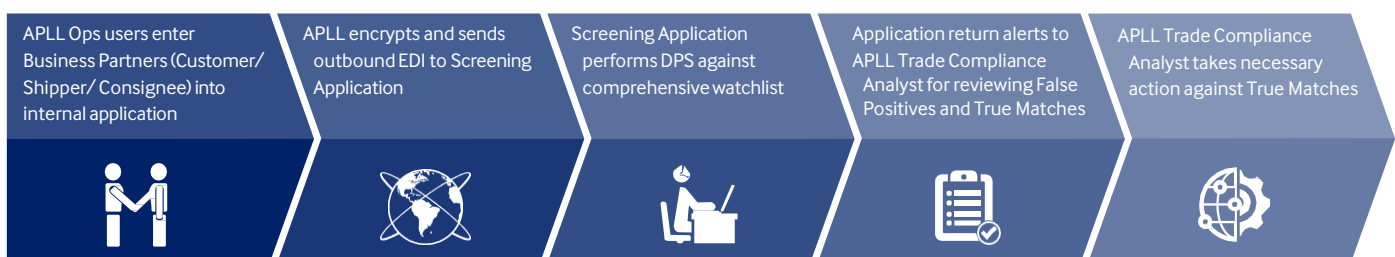 APLL Ops users enter
Business Partners (Customer/
Shipper/ Consignee) into
internal application
APLL encrypts and sends
outbound EDI to Screening
Application
Screening Application
performs DPS against
comprehensive watchlist
Application return alerts to
APLL Trade Compliance
Analyst for reviewing False
Positives and True Matches
APLL Trade Compliance
Analyst takes necessary
action against True Matches